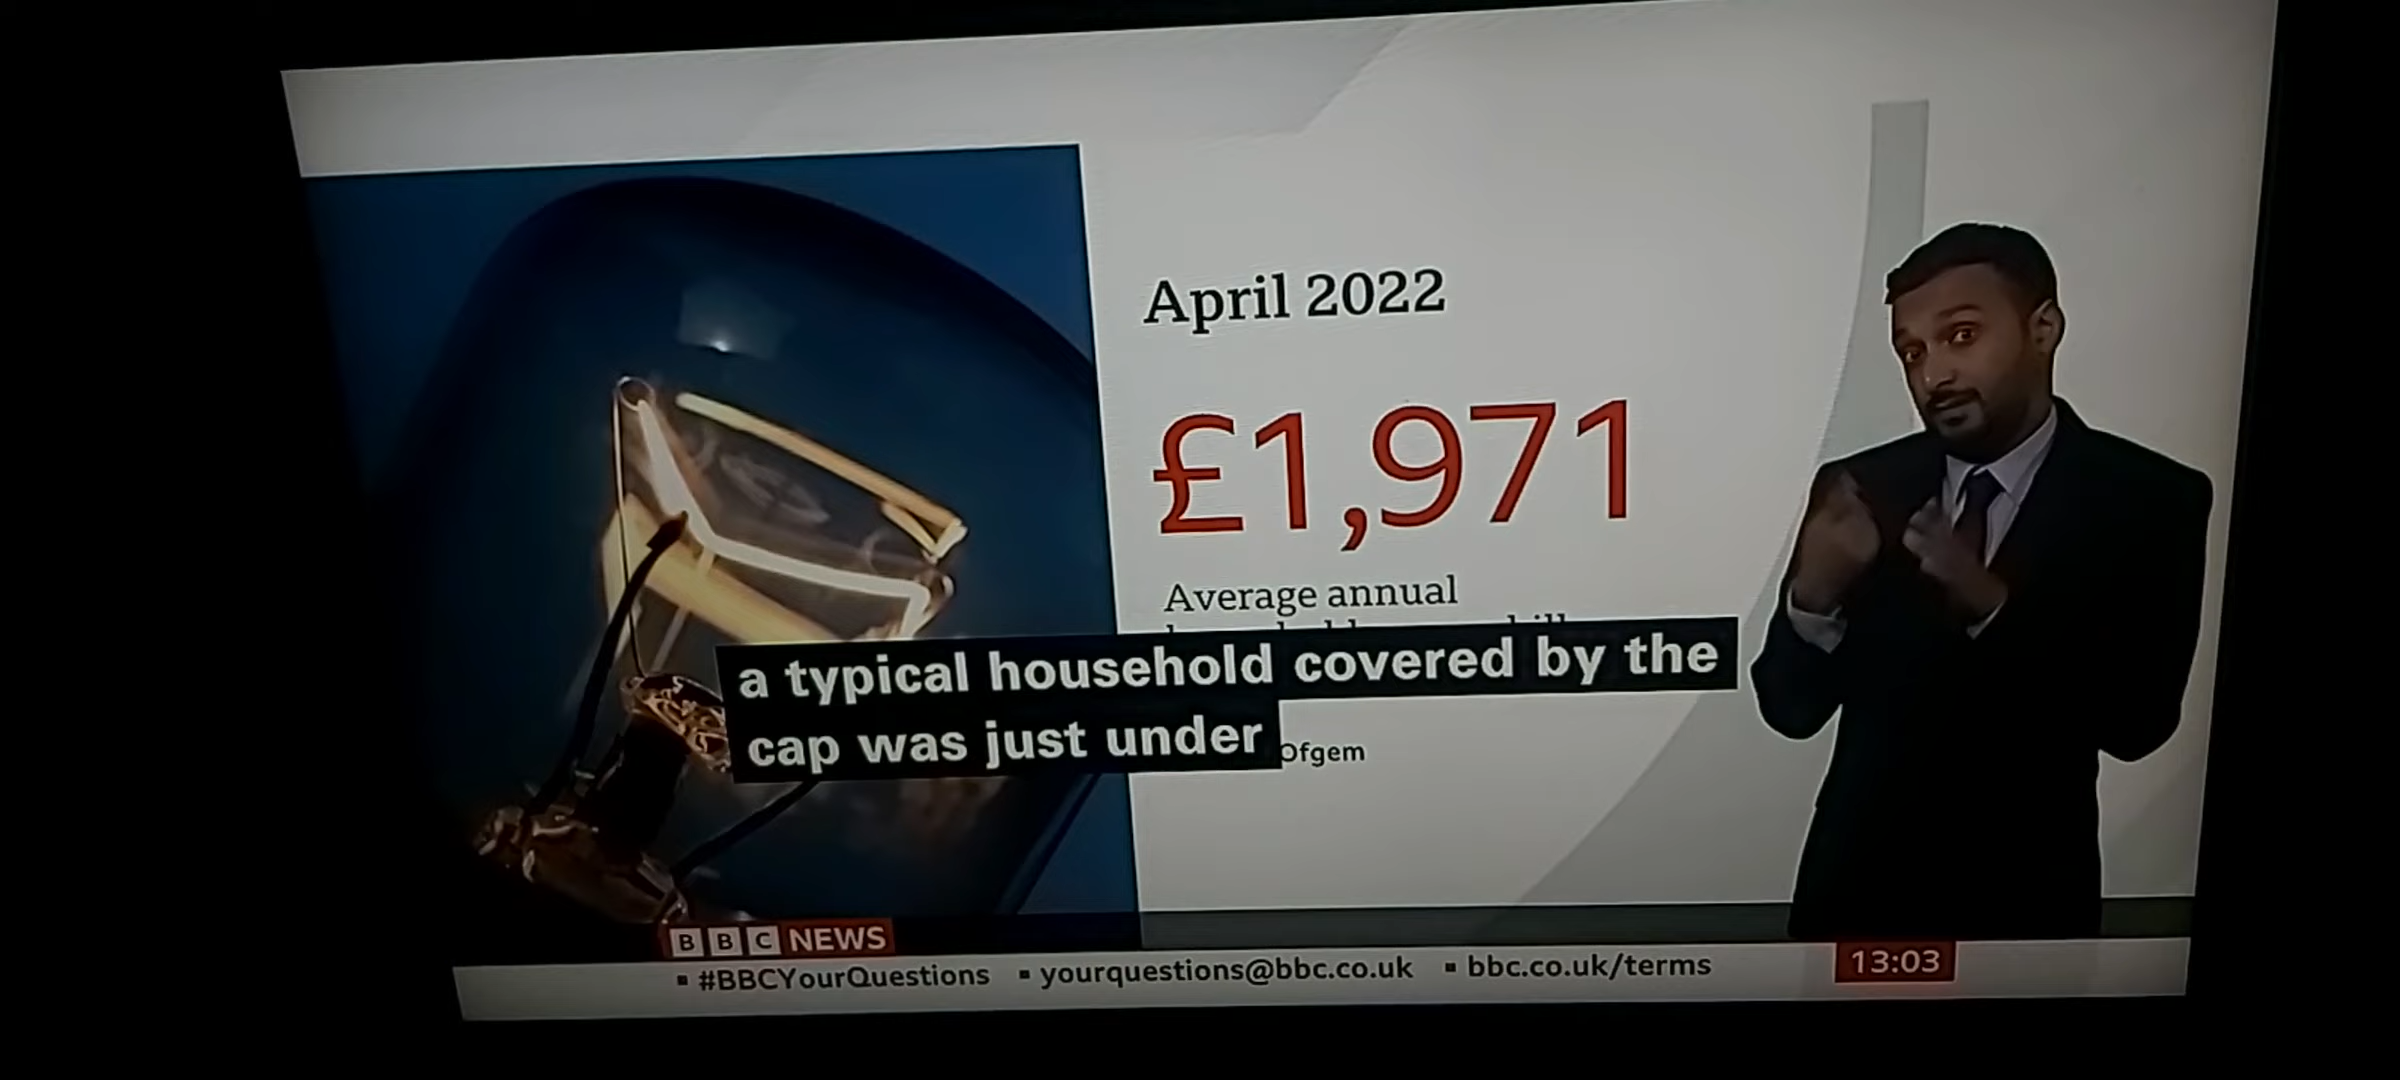 April 2022
£1,971
Average annual
a typical household covered by the
cap was just under
Ofgem
BBC NEWS
#BBCYourQuestions yourquestions@bbc.co.uk bbc.co.uk/terms 13:03